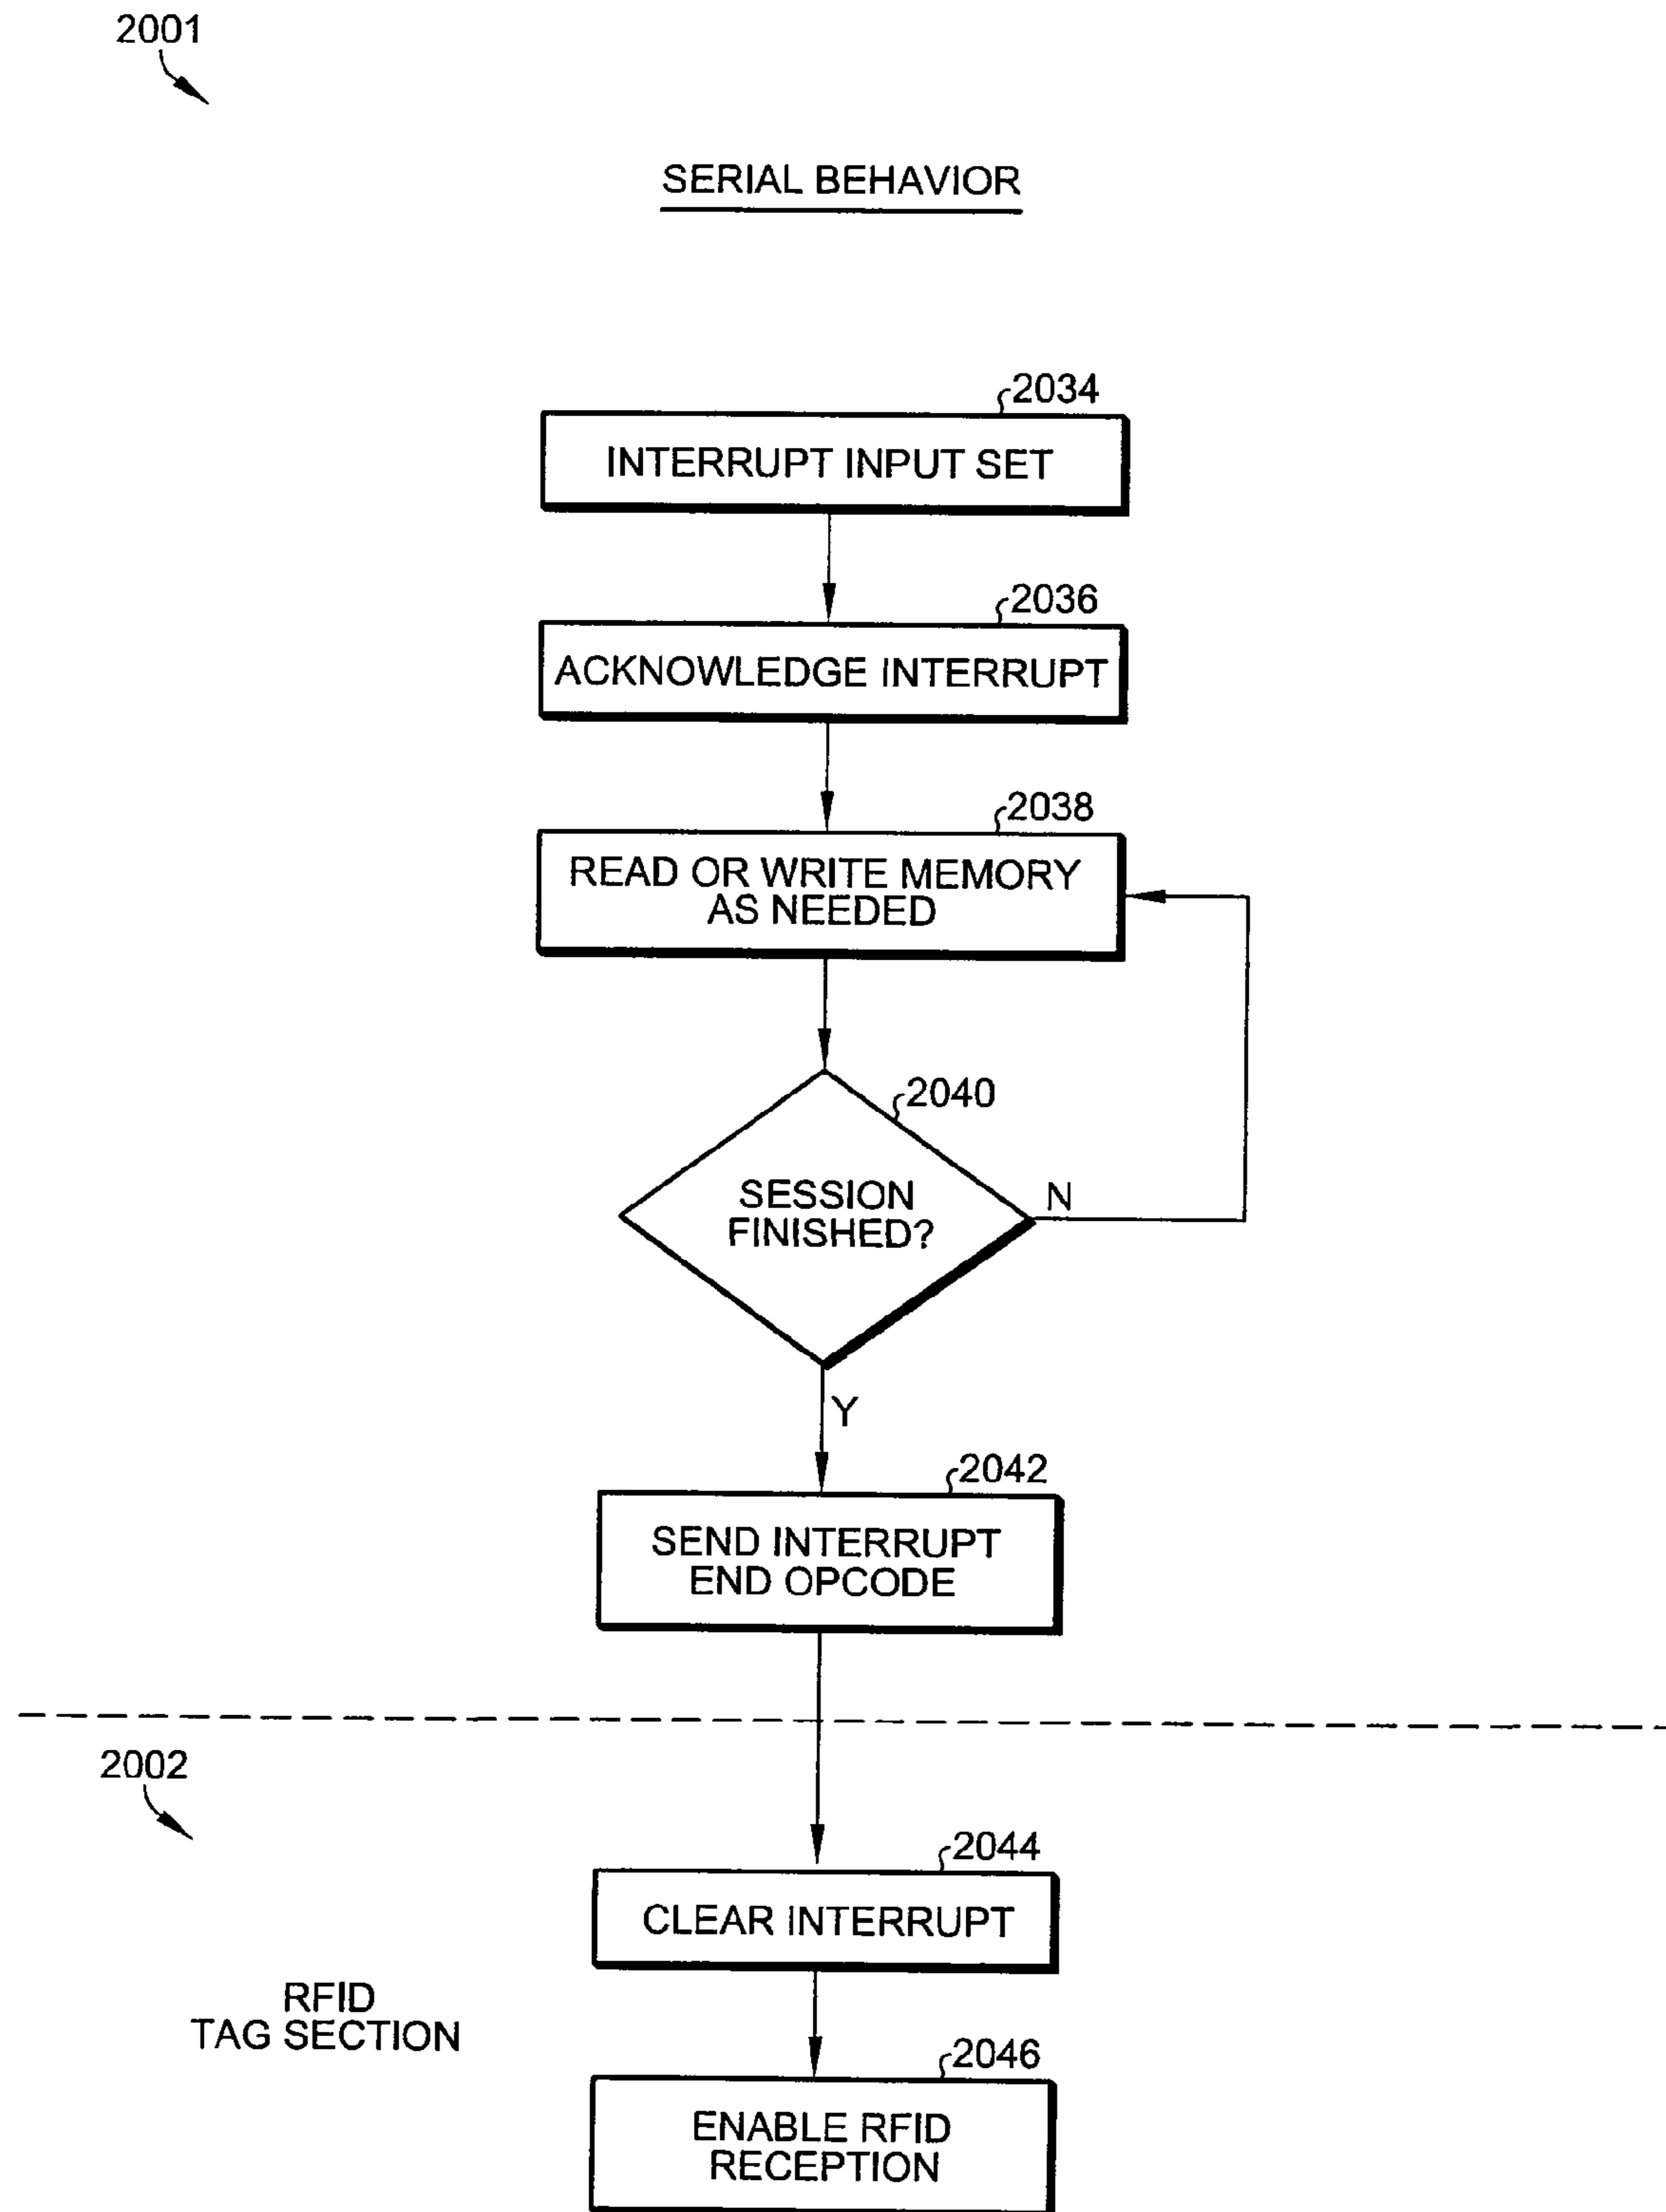 2001
SERIAL BEHAVIOR
2034
INTERRUPT INPUT SET
2036
ACKNOWLEDGE INTERRUPT
2038
READ OR WRITE MEMORY
AS NEEDED
2040
SESSION
FINISHED?
N
Y
2042
SEND INTERRUPT
END OPCODE
2002
2044
CLEAR INTERRUPT
RFID
TAG SECTION
2046
ENABLE RFID
RECEPTION